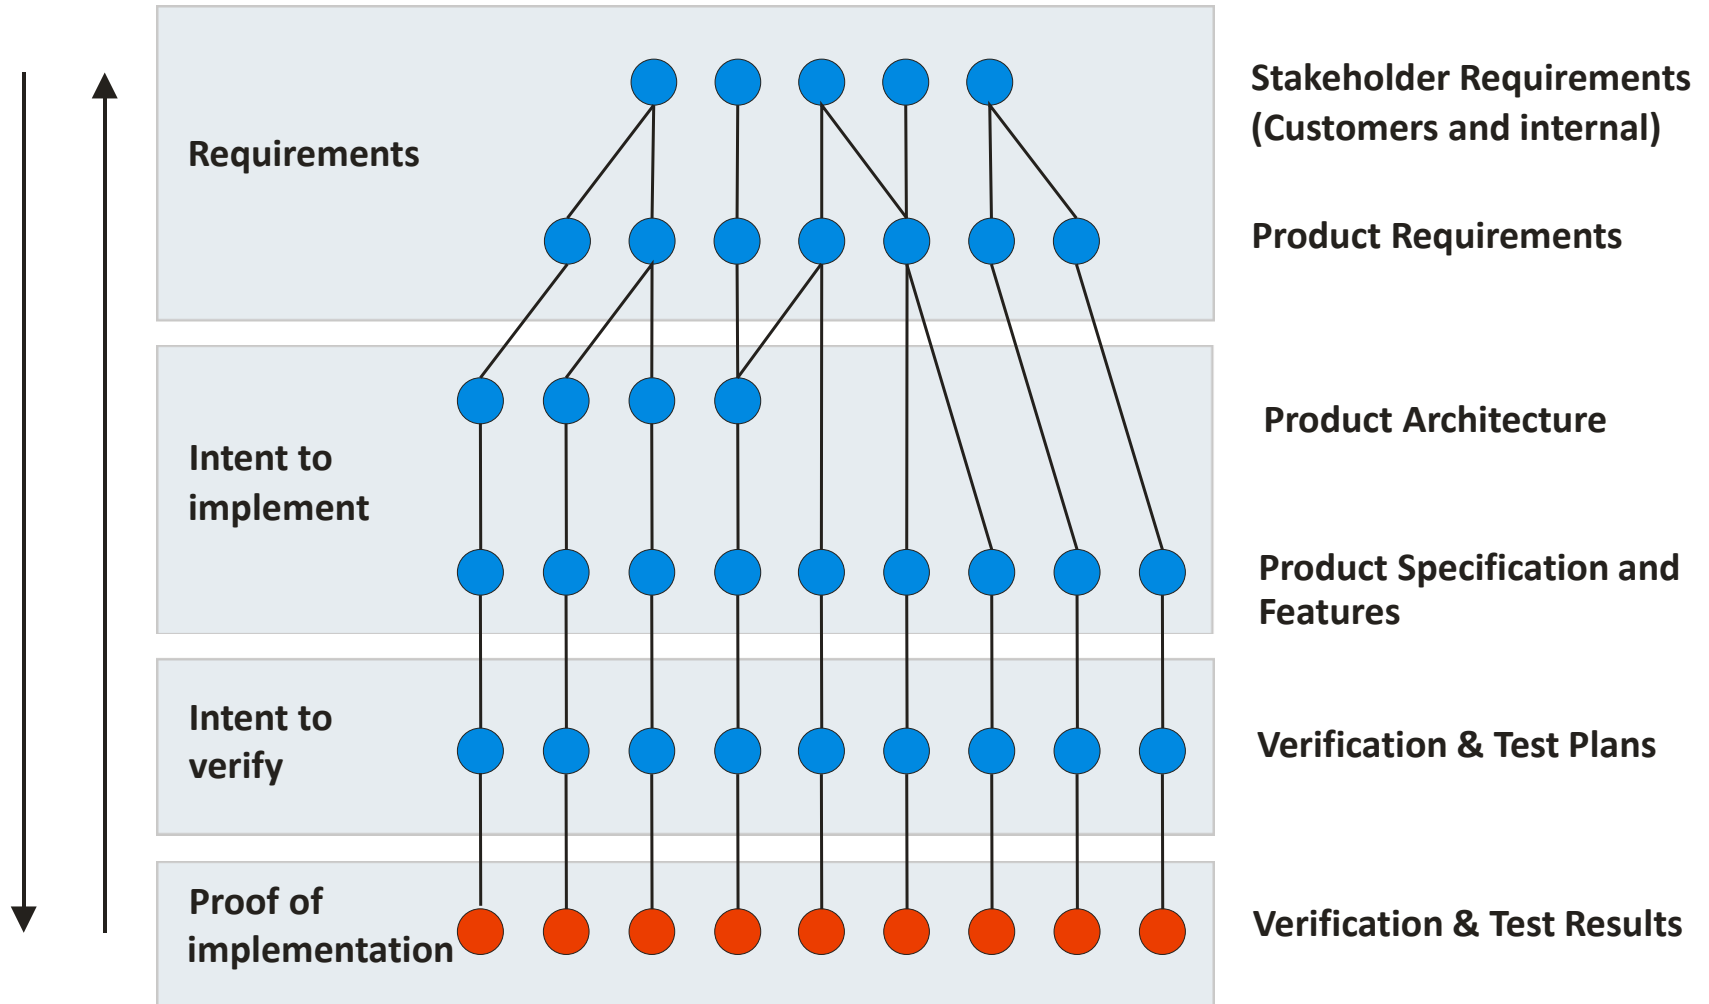 Requirements
Stakeholder Requirements
(Customers and internal)
Product Requirements
Intent to
implement
Product Architecture
Product Specification and
Features
Intent to
verify
Verification & Test Plans
Proof of
implementation
Verification & Test Results